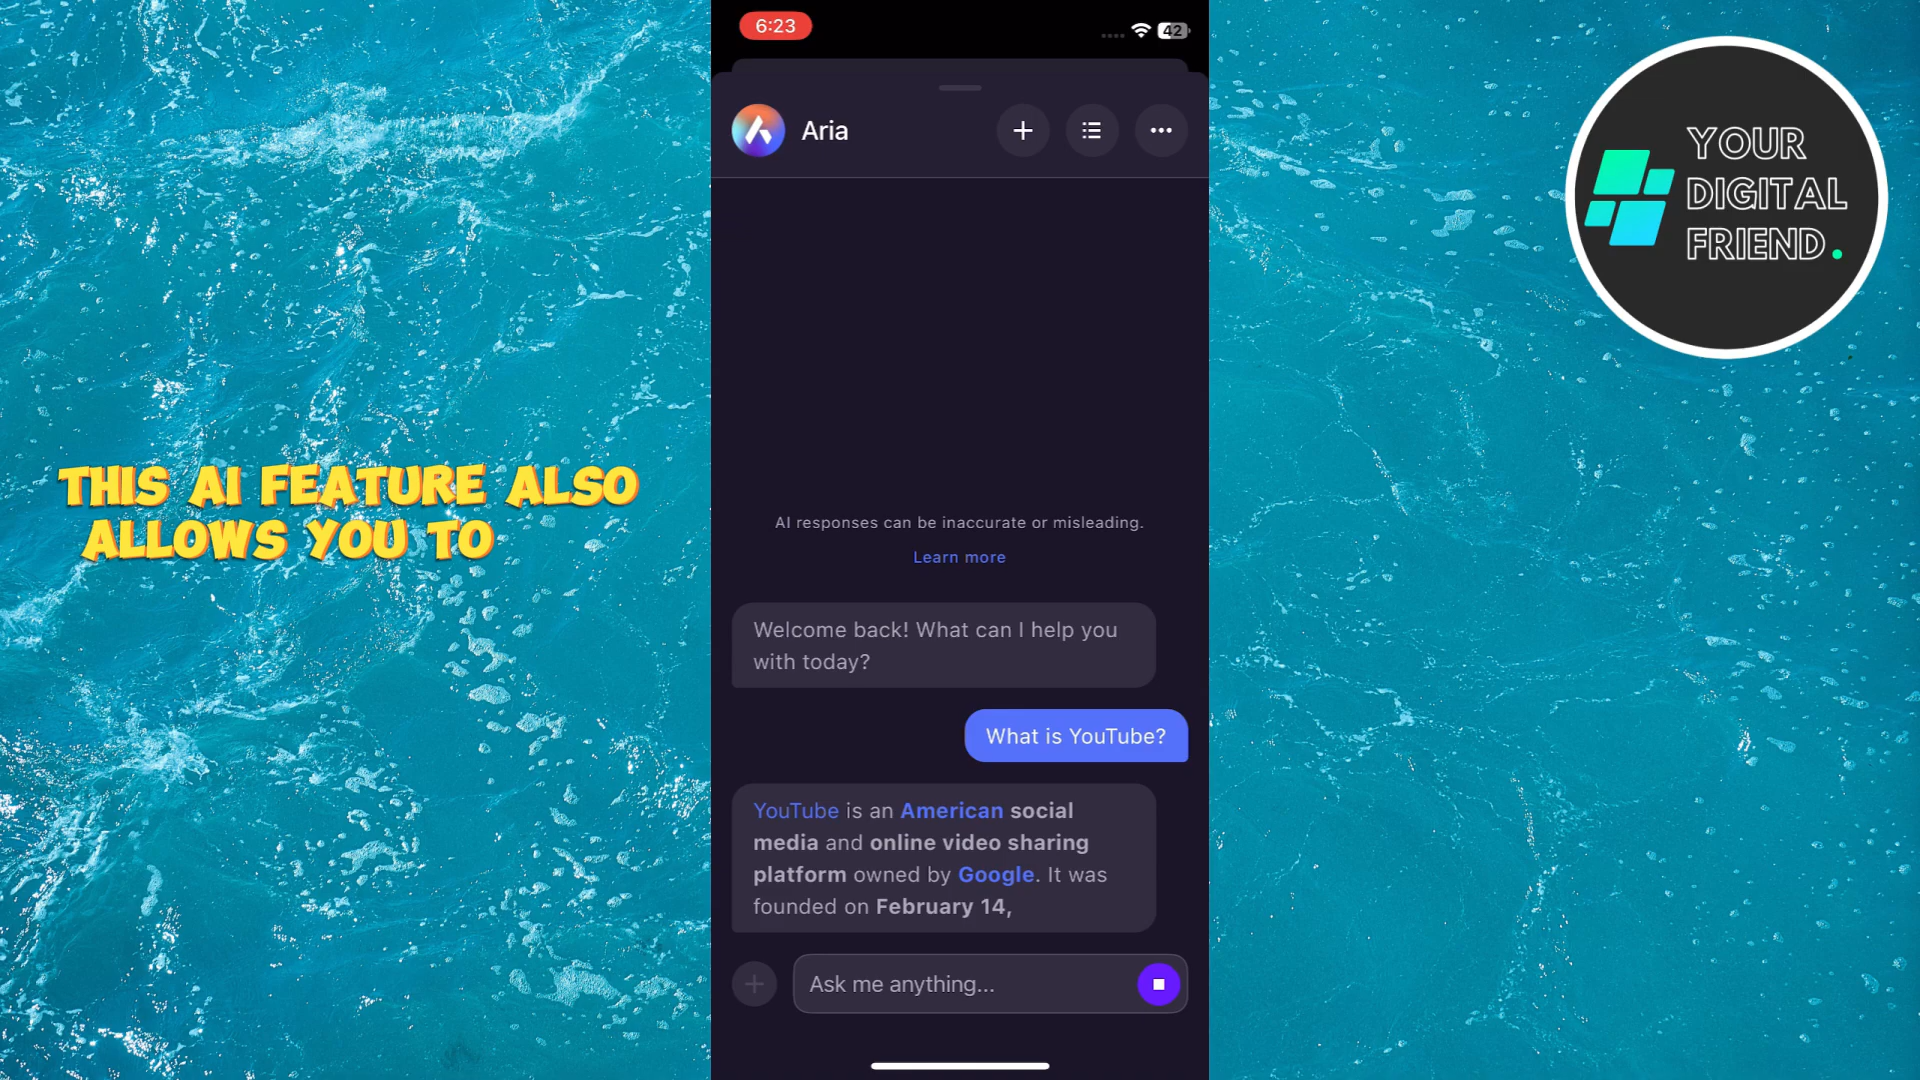 6:23
42
Aria
YOUR
DIGITAL
FRIEND.
THIS AI FEATURE ALSO
ALLOWS YOU TO
AI responses can be inaccurate or misleading.
Learn more
Welcome back! What can I help you
with today?
What is YouTube?
YouTube is an American social
media and online video sharing
platform owned by Google. It was
founded on February 14,
Ask me anything...